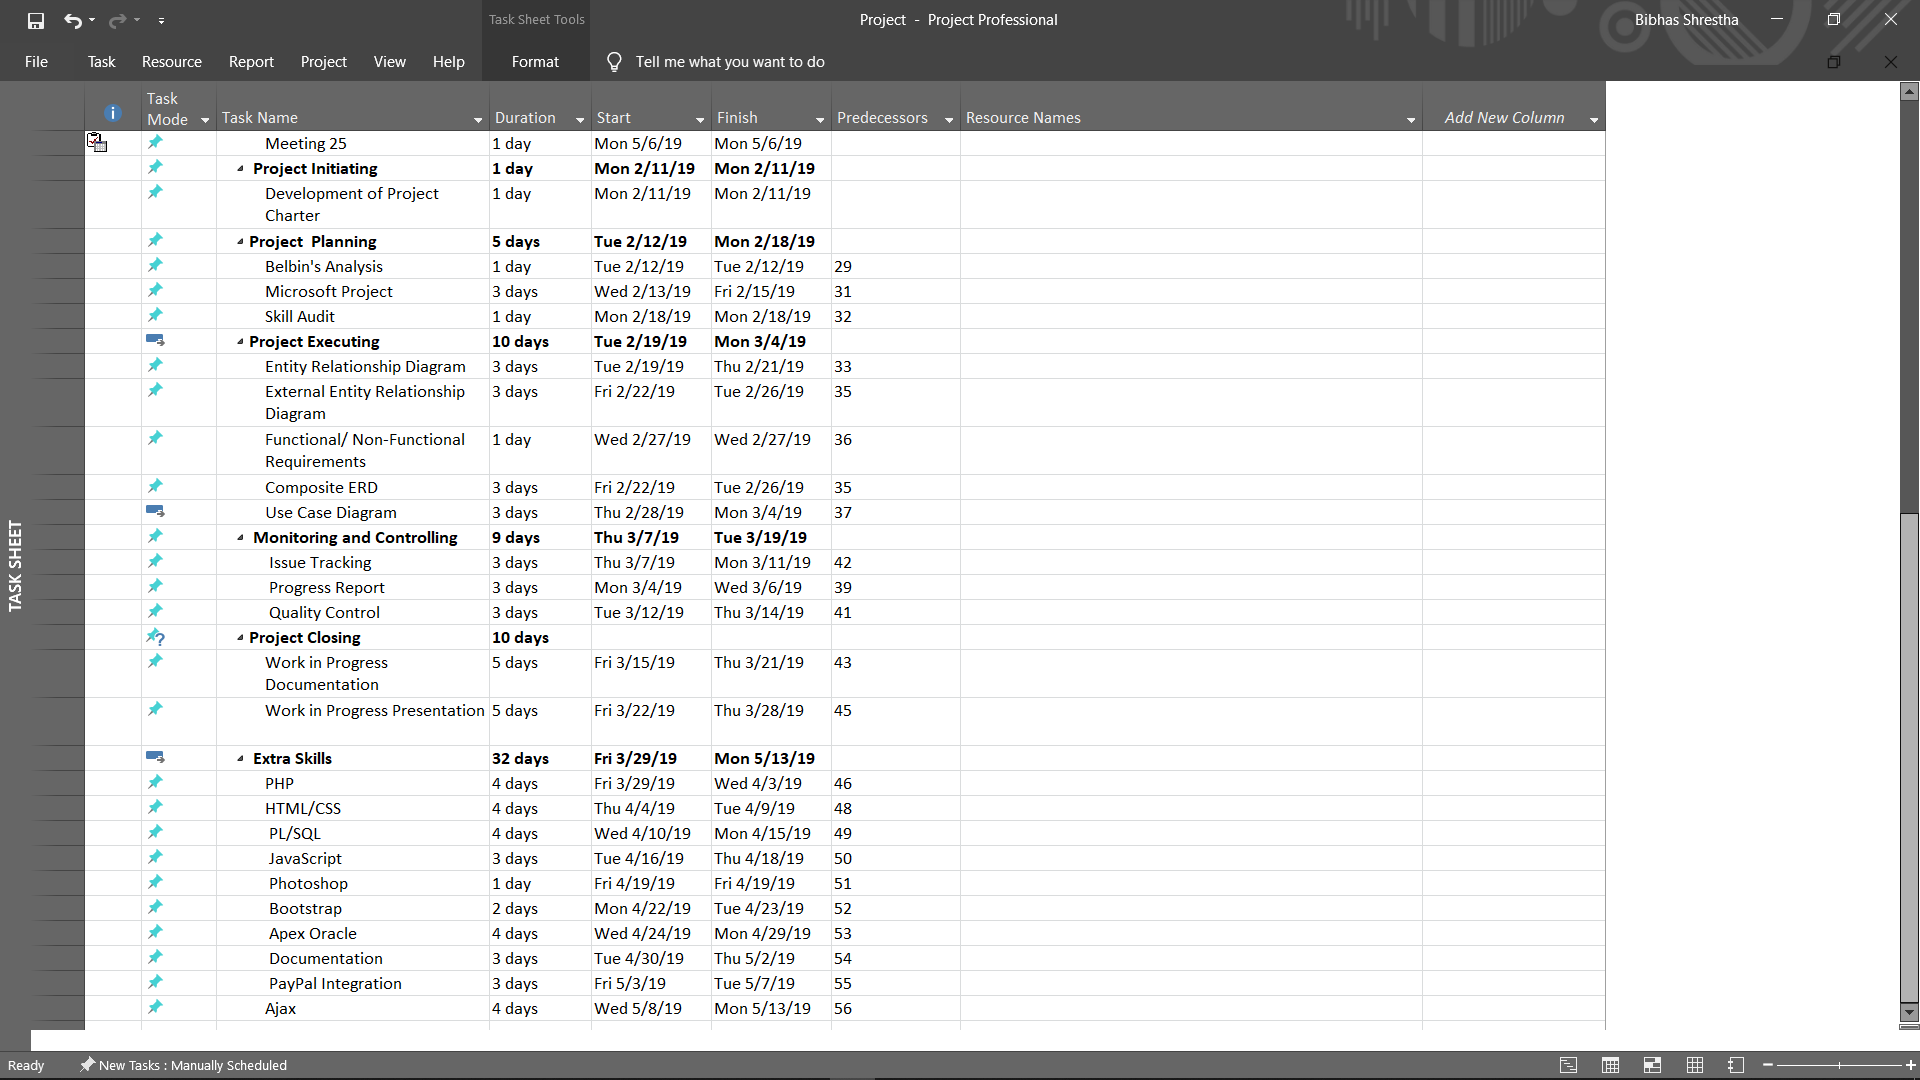 Task Sheet Tools
Project - Project Professional
Bibhas Shrestha
File Task Resource Report Project View Help Format Tell me what you want to do
Task Mode Task Name Duration Start Finish Predecessors Resource Names Add New Column
Meeting 25 1 day Mon 5/6/19 Mon 5/6/19
Project Initiating 1 day Mon 2/11/19 Mon 2/11/19
Development of Project 1 day Mon 2/11/19 Mon 2/11/19
Charter
Project Planning 5 days Tue 2/12/19 Mon 2/18/19
Belbin's Analysis 1 day Tue 2/12/19 Tue 2/12/19 29
Microsoft Project 3 days Wed 2/13/19 Fri 2/15/19 31
Skill Audit 1 day Mon 2/18/19 Mon 2/18/19 32
Project Executing 10 days Tue 2/19/19 Mon 3/4/19
Entity Relationship Diagram 3 days Tue 2/19/19 Thu 2/21/19 33
External Entity Relationship 3 days Fri 2/22/19 Tue 2/26/19 35
Diagram
Functional/ Non-Functional 1 day Wed 2/27/19 Wed 2/27/19 36
Requirements
Composite ERD 3 days Fri 2/22/19 Tue 2/26/19 35
Use Case Diagram 3 days Thu 2/28/19 Mon 3/4/19 37
Monitoring and Controlling 9 days Thu 3/7/19 Tue 3/19/19
Issue Tracking 3 days Thu 3/7/19 Mon 3/11/19 42
Progress Report 3 days Mon 3/4/19 Wed 3/6/19 39
Quality Control 3 days Tue 3/12/19 Thu 3/14/19 41
Project Closing 10 days
Work in Progress 5 days Fri 3/15/19 Thu 3/21/19 43
Documentation
Work in Progress Presentation 5 days Fri 3/22/19 Thu 3/28/19 45
Extra Skills 32 days Fri 3/29/19 Mon 5/13/19
PHP 4 days Fri 3/29/19 Wed 4/3/19 46
HTML/CSS 4 days Thu 4/4/19 Tue 4/9/19 48
PL/SQL 4 days Wed 4/10/19 Mon 4/15/19 49
JavaScript 3 days Tue 4/16/19 Thu 4/18/19 50
Photoshop 1 day Fri 4/19/19 Fri 4/19/19 51
Bootstrap 2 days Mon 4/22/19 Tue 4/23/19 52
Apex Oracle 4 days Wed 4/24/19 Mon 4/29/19 53
Documentation 3 days Tue 4/30/19 Thu 5/2/19 54
PayPal Integration 3 days Fri 5/3/19 Tue 5/7/19 55
Ajax 4 days Wed 5/8/19 Mon 5/13/19 56
TASK SHEET
Ready New Tasks : Manually Scheduled